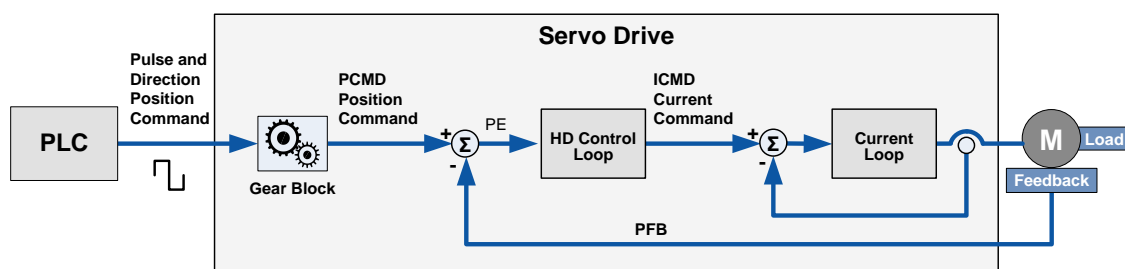 Servo Drive
Pulse and
Direction
Position
Command
PCMD
Position
Command
ICMD
Current
Command
PLC
+
Σ
-
PE
HD Control
Loop
+
Σ
-
Current
Loop
M
Load
Feedback
Gear Block
PFB